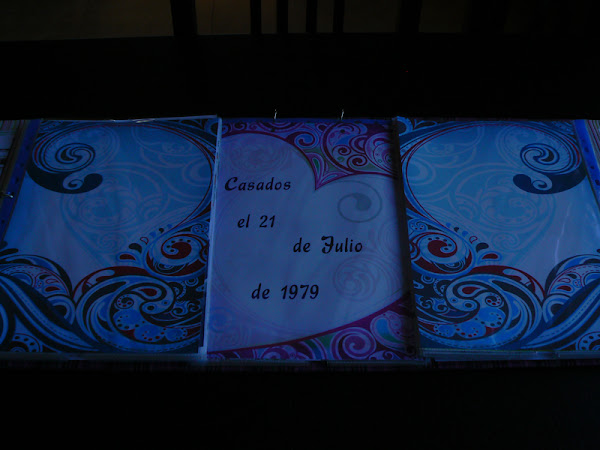 Casados
el 21
de Julio
de 1979